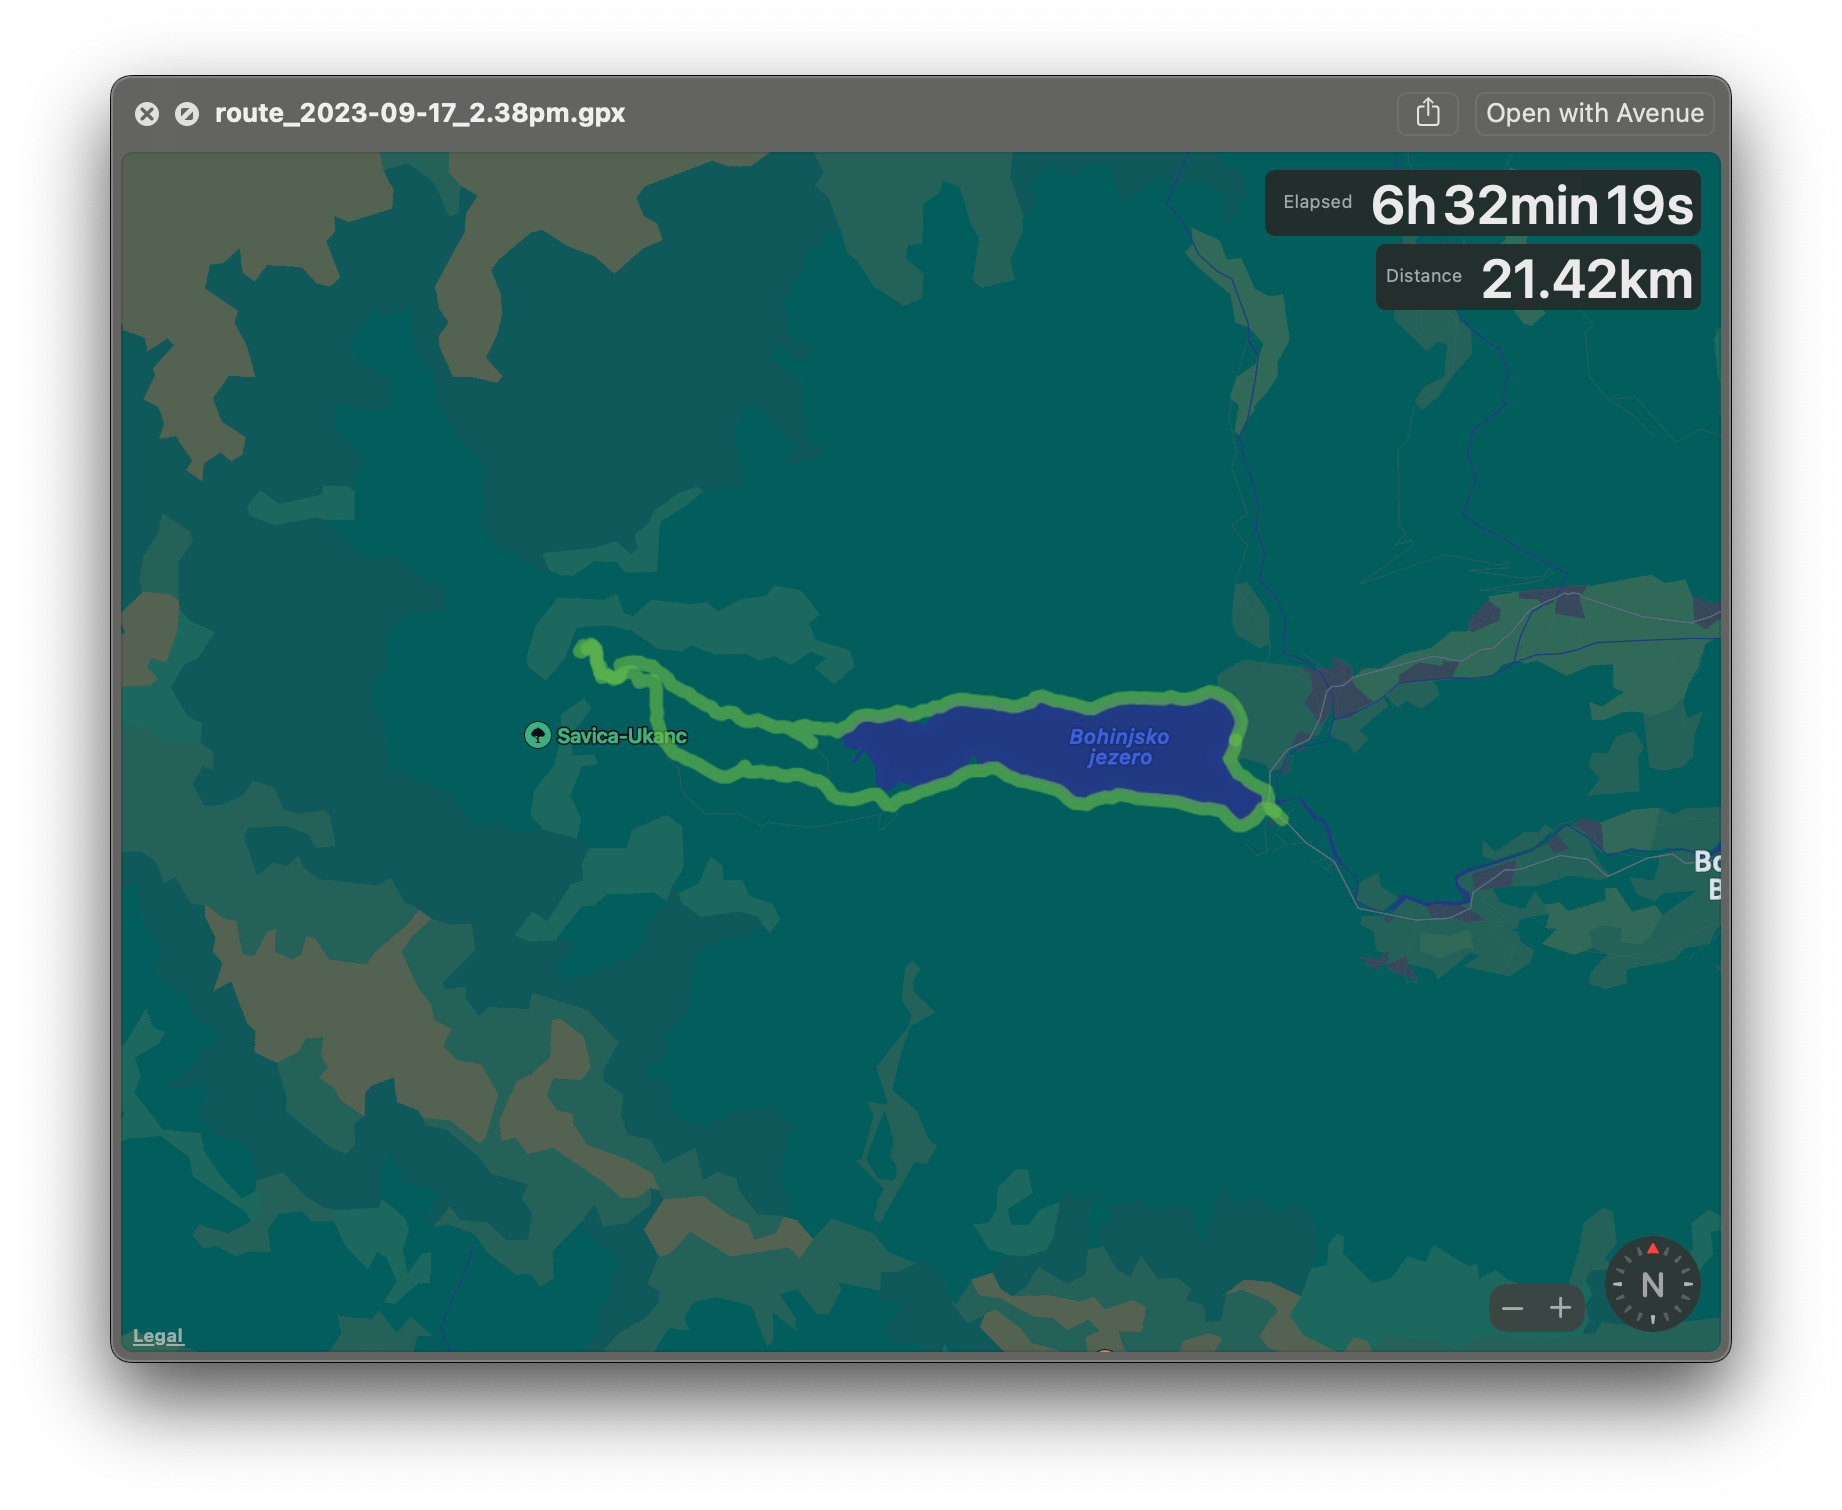 route_2023-09-17_2.38pm.gpx
Open with Avenue
Elapsed 6h 32min 19s
Distance 21.42km
Savica-Ukanc
Bohinjsko
jezero
Bo
B
N
Legal